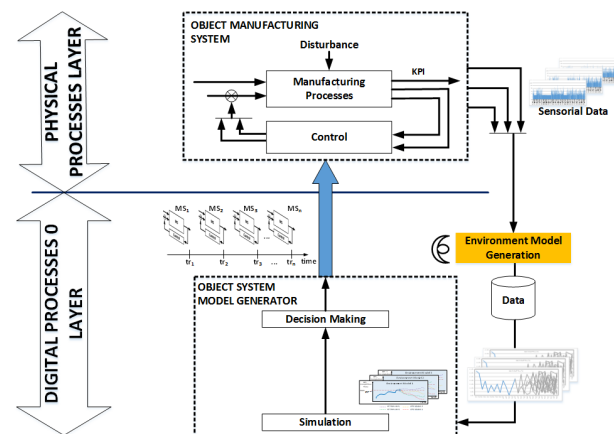 OBJECT MANUFACTURING
SYSTEM
Disturbance
Manufacturing
Processes
KPI
Control
Sensorial Data
PHYSICAL
PROCESSES LAYER
MS1 MS2 MS3 MSn
...
tr1 tr2 tr3 ... trn time
Environment Model
Generation
Data
DIGITAL PROCESSES 0
LAYER
OBJECT SYSTEM
MODEL GENERATOR
Decision Making
Simulation